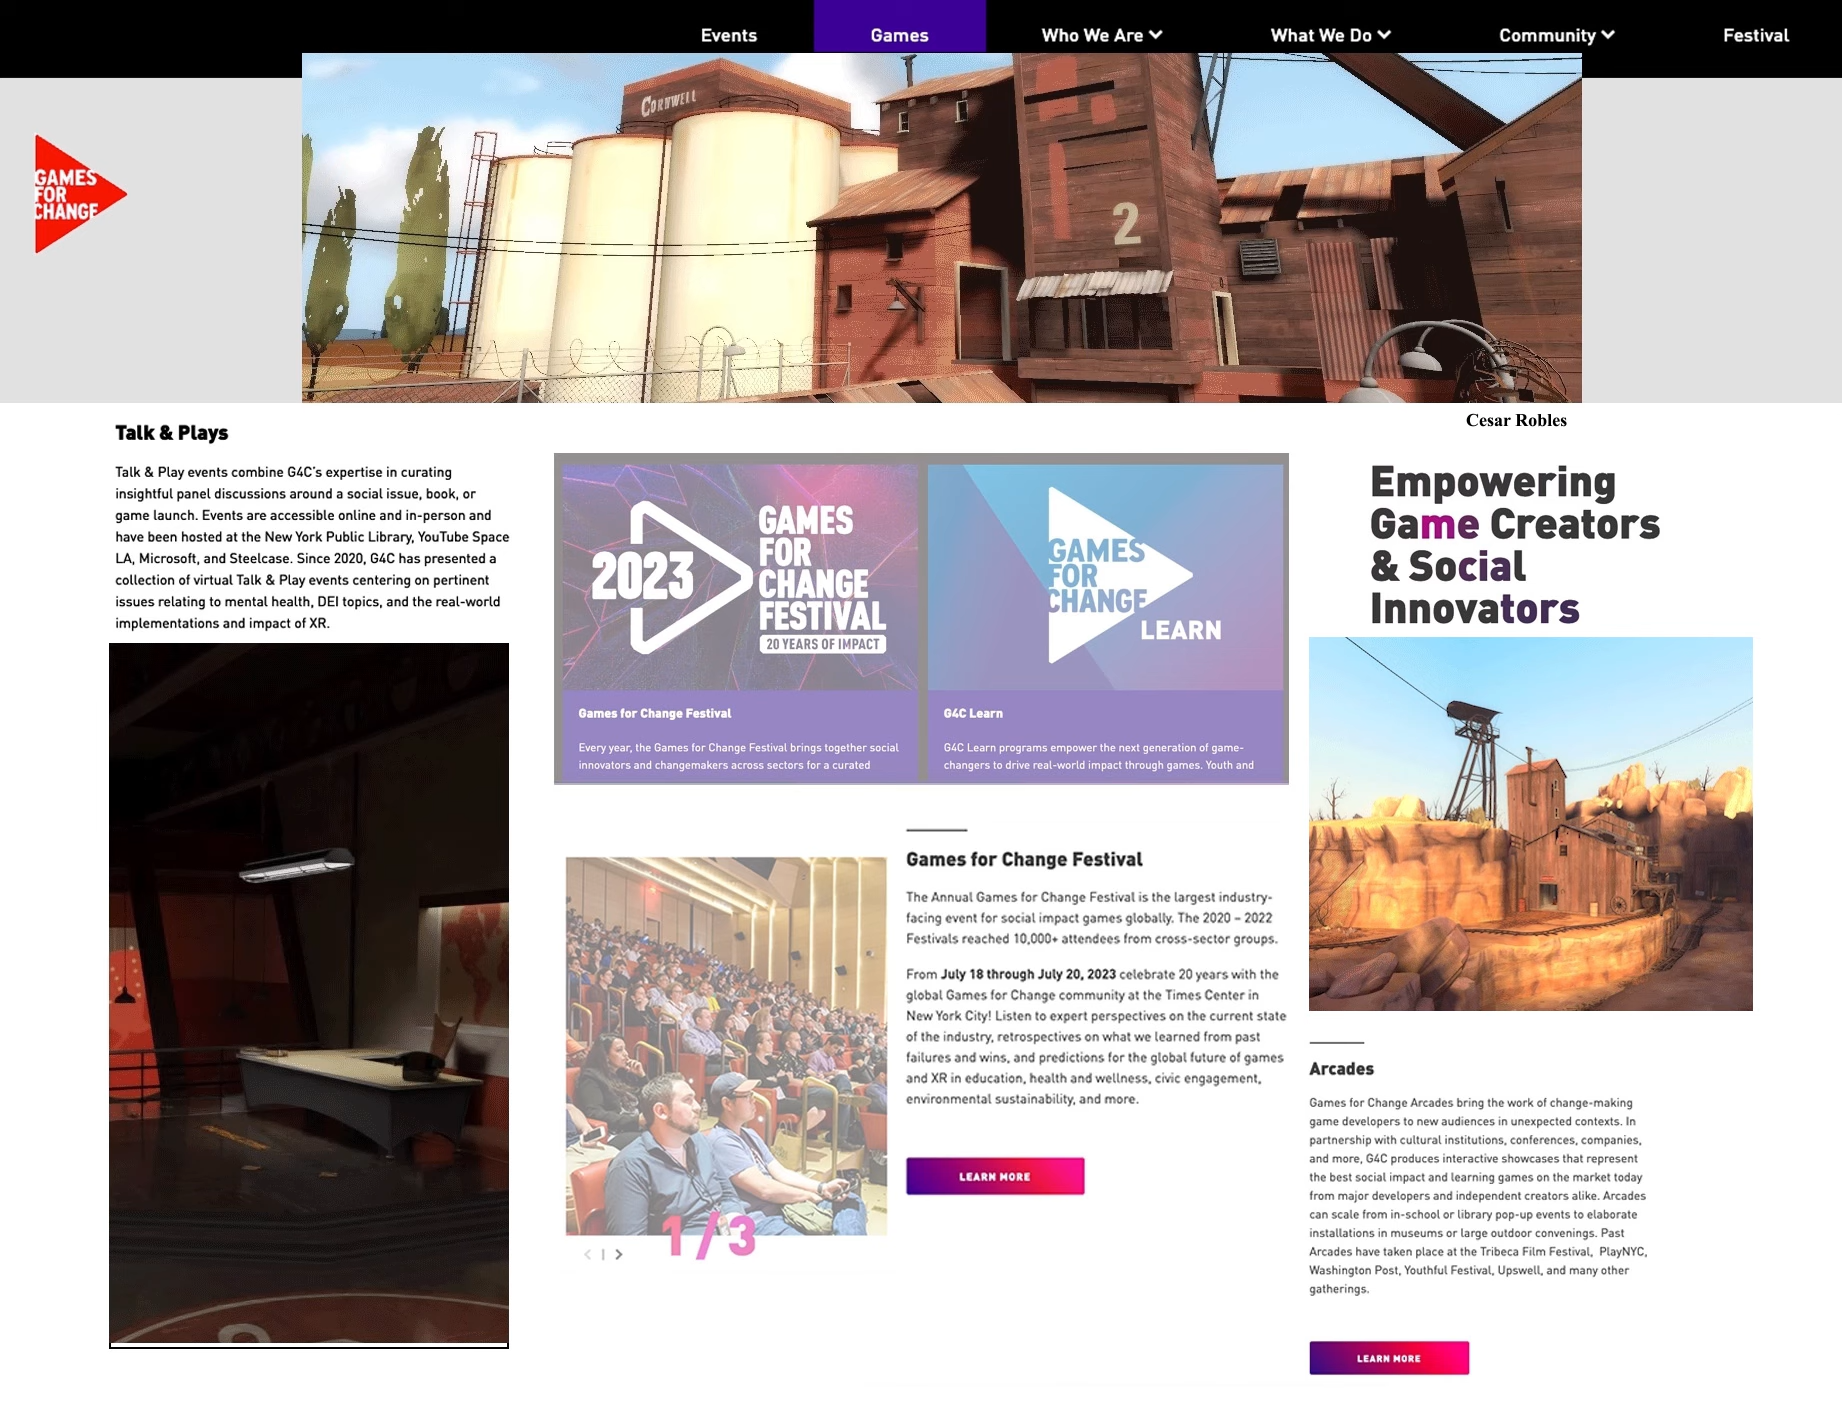 Events
Games
Who We Are
What We Do
Community
Festival
GAMES
FOR
CHANGE
CORNWELL
2
Cesar Robles
Talk & Plays
Talk & Play events combine G4C's expertise in curating
insightful panel discussions around a social issue, book, or
game launch. Events are accessible online and in-person and
have been hosted at the New York Public Library, YouTube Space
LA, Microsoft, and Steelcase. Since 2020, G4C has presented a
collection of virtual Talk & Play events centering on pertinent
issues relating to mental health, DEI topics, and the real-world
implementations and impact of XR.
2023
GAMES
FOR
CHANGE
FESTIVAL
20 YEARS OF IMPACT
Games for Change Festival
Every year, the Games for Change Festival brings together social
innovators and changemakers across sectors for a curated
GAMES
FOR
CHANGE
LEARN
G4C Learn
G4C Learn programs empower the next generation of game-
changers to drive real-world impact through games. Youth and
Games for Change Festival
The Annual Games for Change Festival is the largest industry-
facing event for social impact games globally. The 2020 – 2022
Festivals reached 10,000+ attendees from cross-sector groups.
From July 18 through July 20, 2023 celebrate 20 years with the
global Games for Change community at the Times Center in
New York City! Listen to expert perspectives on the current state
of the industry, retrospectives on what we learned from past
failures and wins, and predictions for the global future of games
and XR in education, health and wellness, civic engagement,
environmental sustainability, and more.
LEARN MORE
1/3
< | >
Empowering
Game Creators
& Social
Innovators
Arcades
Games for Change Arcades bring the work of change-making
game developers to new audiences in unexpected contexts. In
partnership with cultural institutions, conferences, companies,
and more, G4C produces interactive showcases that represent
the best social impact and learning games on the market today
from major developers and independent creators alike. Arcades
can scale from in-school or library pop-up events to elaborate
installations in museums or large outdoor convenings. Past
Arcades have taken place at the Tribeca Film Festival, PlayNYC,
Washington Post, Youthful Festival, Upswell, and many other
gatherings.
LEARN MORE